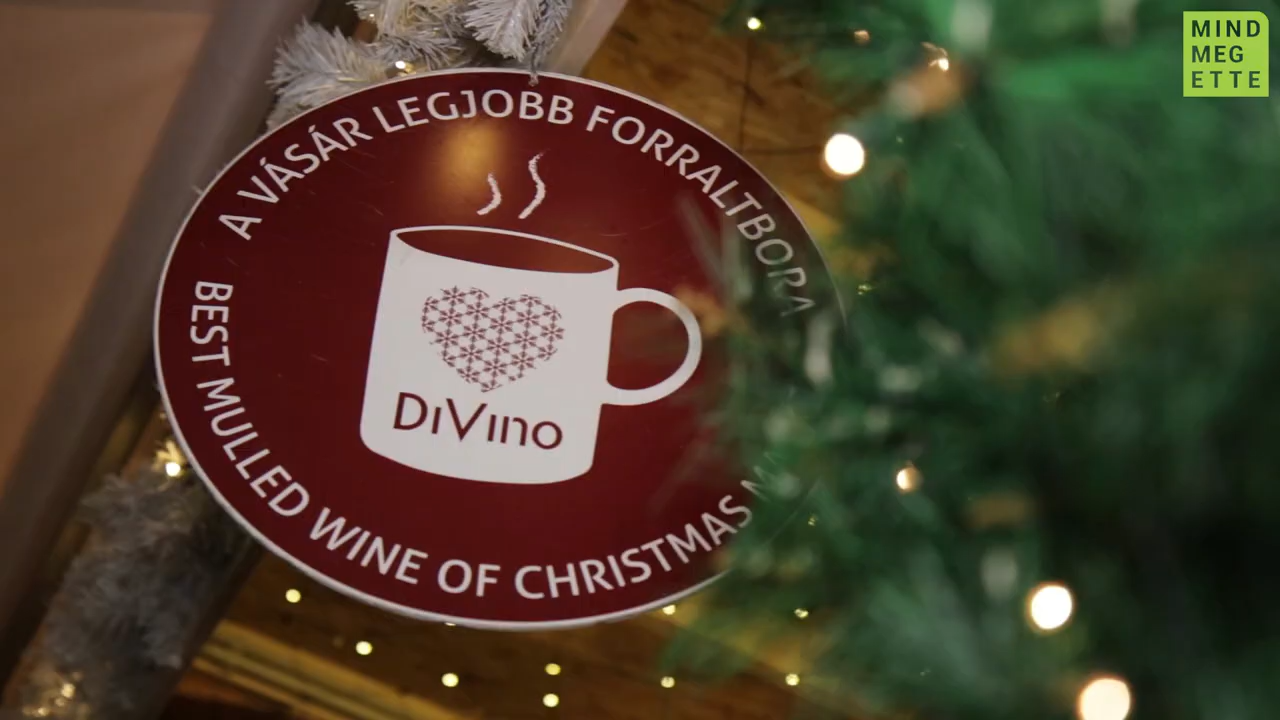 A VÁSÁR LEGJOBB FORRALTBORA
DiVino
BEST MULLED WINE OF CHRISTMAS
MIND
MEG
ETTE